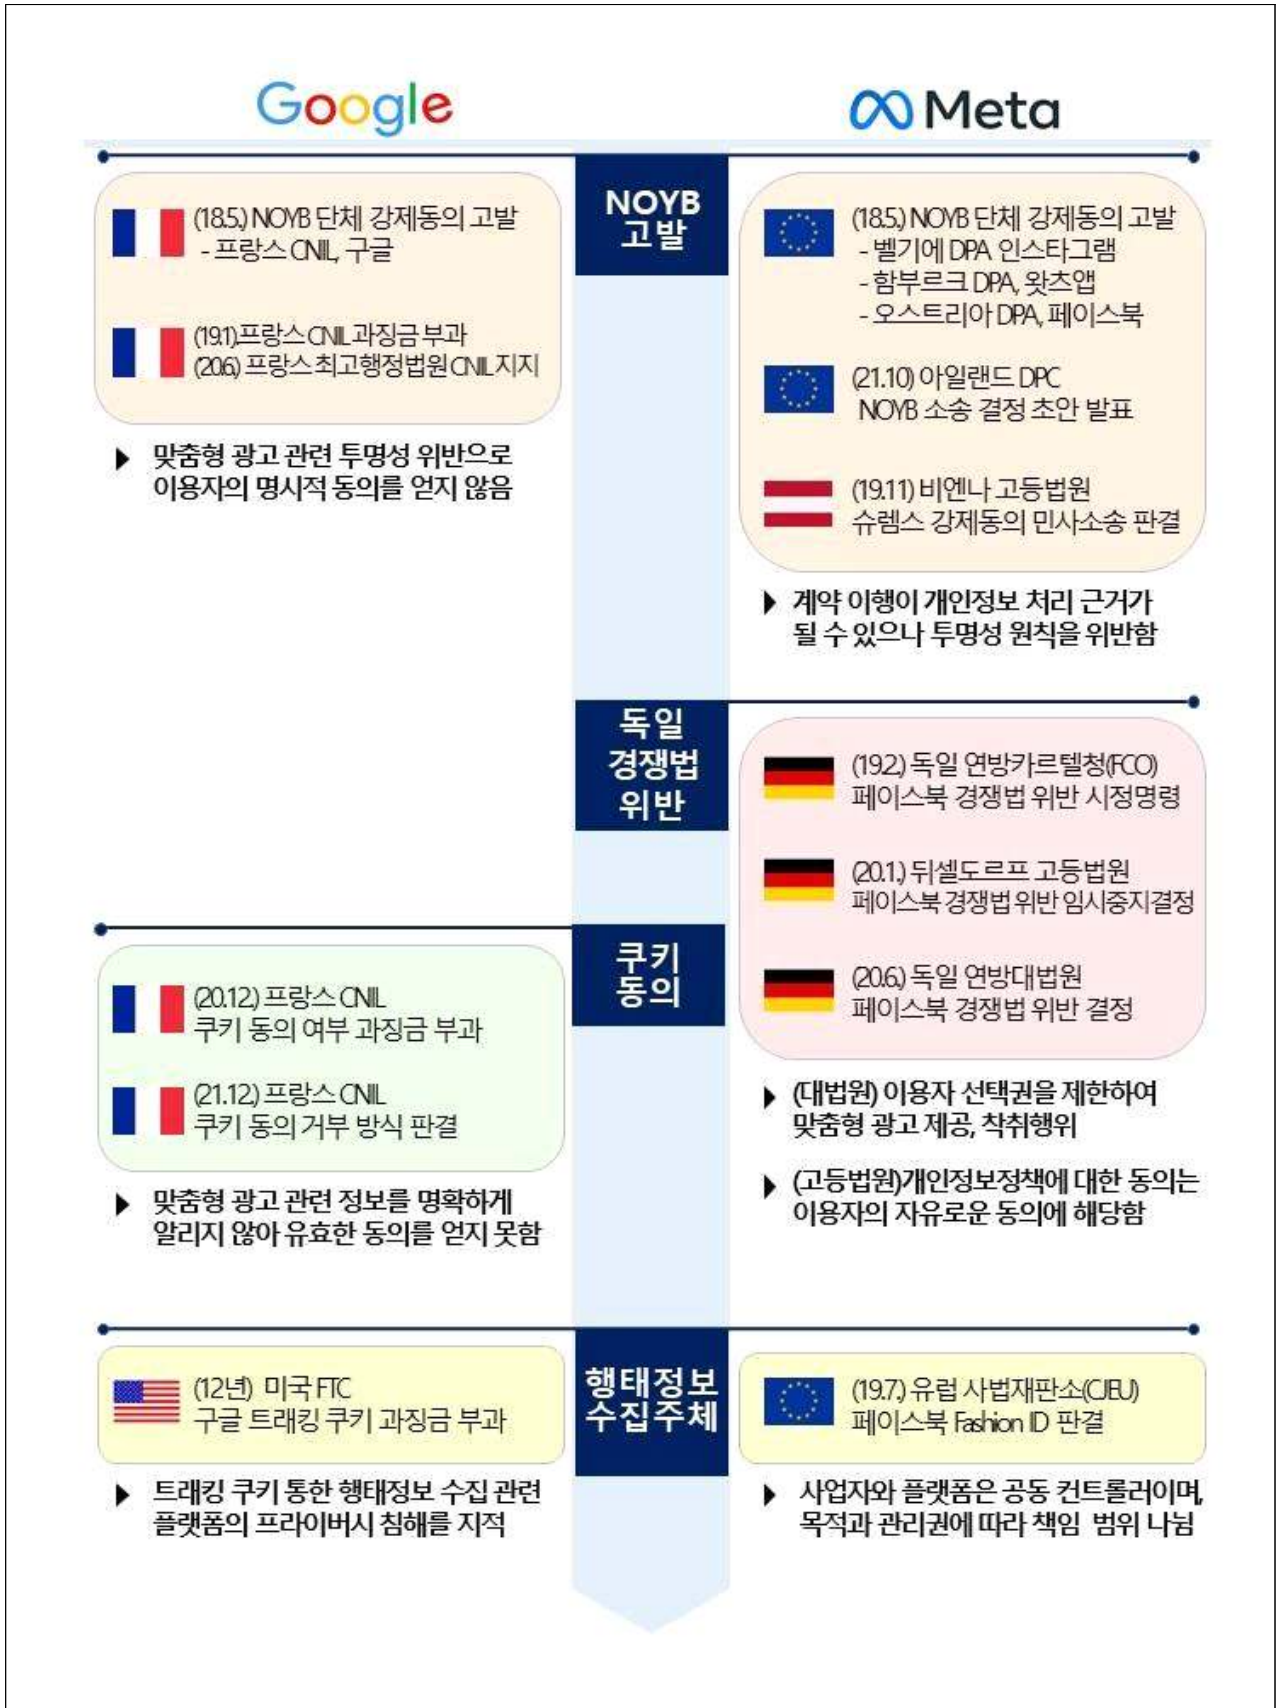 Google
Meta
NOYB
고발
(18.5.) NOYB 단체 강제동의 고발
- 프랑스 CNIL, 구글
(19.1).프랑스 CNIL 과징금 부과
(20.6) 프랑스 최고행정법원 CNIL 지지
▶ 맞춤형 광고 관련 투명성 위반으로
이용자의 명시적 동의를 얻지 않음
(18.5.) NOYB 단체 강제동의 고발
- 벨기에 DPA 인스타그램
- 함부르크 DPA, 왓츠앱
- 오스트리아 DPA, 페이스북
(21.10) 아일랜드 DPC
NOYB 소송 결정 초안 발표
(19.11) 비엔나 고등법원
슈렘스 강제동의 민사소송 판결
▶ 계약 이행이 개인정보 처리 근거가
될 수 있으나 투명성 원칙을 위반함
독일
경쟁법
위반
(19.2.) 독일 연방카르텔청(FCO)
페이스북 경쟁법 위반 시정명령
(20.1.) 뒤셀도르프 고등법원
페이스북 경쟁법 위반 임시중지결정
(20.6.) 독일 연방대법원
페이스북 경쟁법 위반 결정
▶ (대법원) 이용자 선택권을 제한하여
맞춤형 광고 제공, 착취행위
▶ (고등법원)개인정보정책에 대한 동의는
이용자의 자유로운 동의에 해당함
쿠키
동의
(20.12.) 프랑스 CNIL
쿠키 동의 여부 과징금 부과
(21.12.) 프랑스 CNIL
쿠키 동의 거부 방식 판결
▶ 맞춤형 광고 관련 정보를 명확하게
알리지 않아 유효한 동의를 얻지 못함
행태정보
수집주체
(12년) 미국 FTC
구글 트래킹 쿠키 과징금 부과
▶ 트래킹 쿠키 통한 행태정보 수집 관련
플랫폼의 프라이버시 침해를 지적
(19.7.) 유럽 사법재판소(CJEU)
페이스북 Fashion ID 판결
▶ 사업자와 플랫폼은 공동 컨트롤러이며,
목적과 관리권에 따라 책임 범위 나뉨